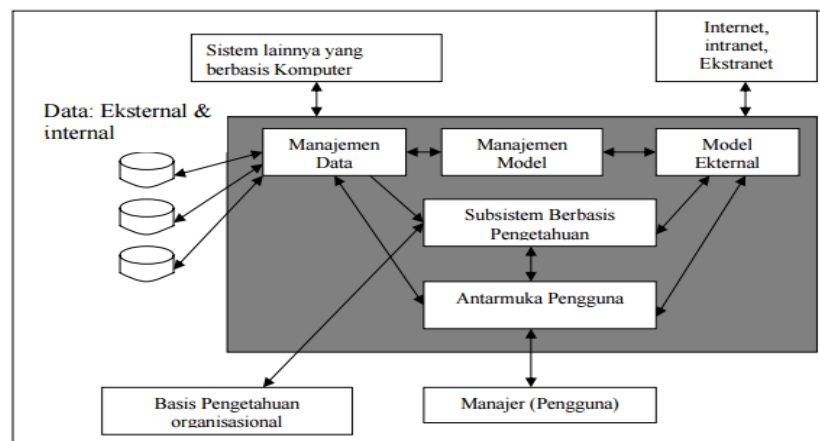 Sistem lainnya yang
berbasis Komputer
Internet,
intranet,
Ekstranet
Data: Eksternal &
internal
Manajemen
Data
Manajemen
Model
Model
Ekternal
Subsistem Berbasis
Pengetahuan
Antarmuka Pengguna
Basis Pengetahuan
organisasional
Manajer (Pengguna)